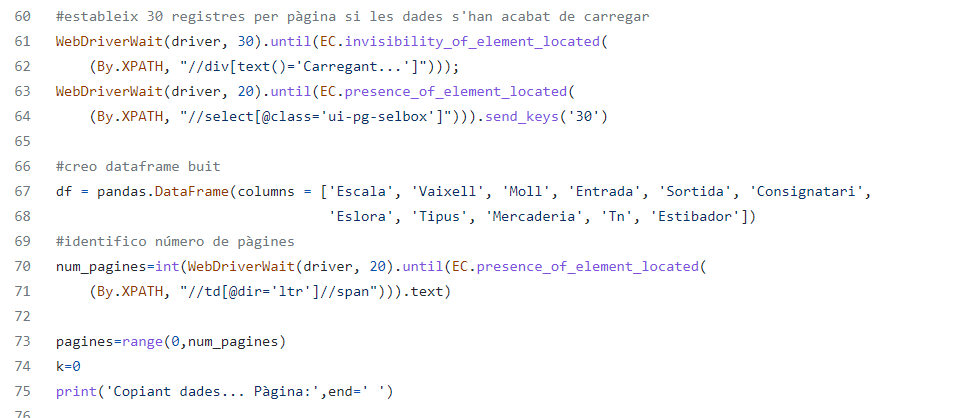 60 #estableix 30 registres per pàgina si les dades s'han acabat de carregar
61 WebDriverWait(driver, 30).until(EC.invisibility_of_element_located(
62     (By.XPATH, "//div[text()='Carregant...']")));
63 WebDriverWait(driver, 20).until(EC.presence_of_element_located(
64     (By.XPATH, "//select[@class='ui-pg-selbox']"))).send_keys('30')
65
66 #creo dataframe buit
67 df = pandas.DataFrame(columns = ['Escala', 'Vaixell', 'Moll', 'Entrada', 'Sortida', 'Consignatari',
68                                  'Eslora', 'Tipus', 'Mercaderia', 'Tn', 'Estibador'])
69 #identifico número de pàgines
70 num_pagines=int(WebDriverWait(driver, 20).until(EC.presence_of_element_located(
71     (By.XPATH, "//td[@dir='ltr']//span"))).text)
72
73 pagines=range(0,num_pagines)
74 k=0
75 print('Copiant dades... Pàgina:',end=' ')
76